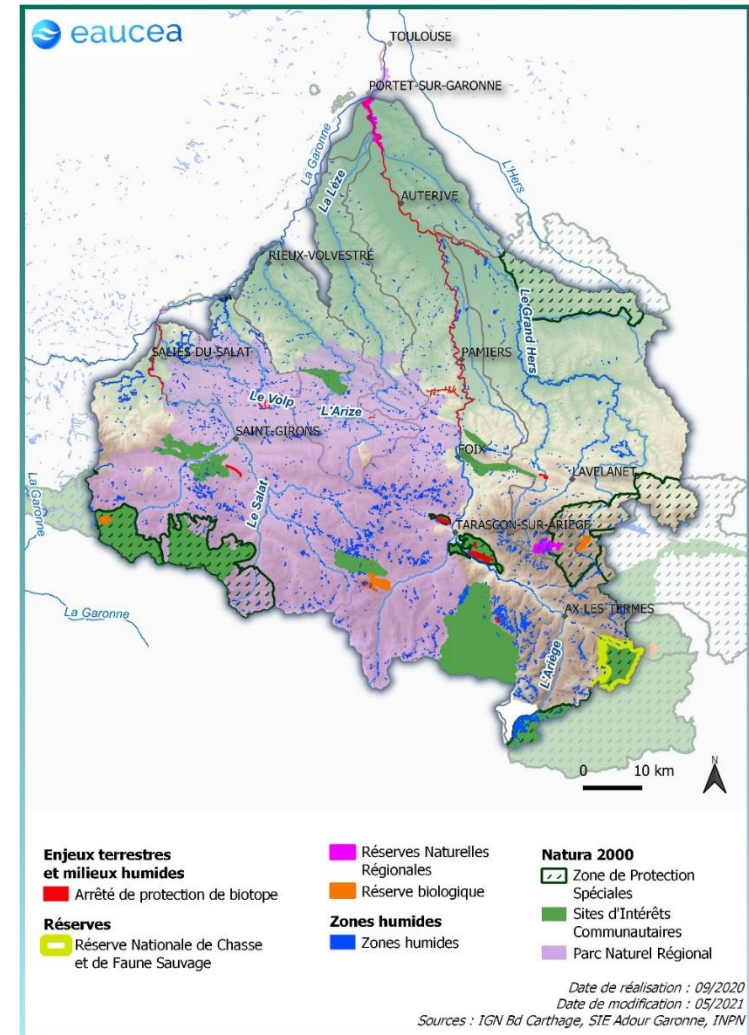 eaucea
TOULOUSE
PORTET-SUR-GARONNE
La Garonne
La Lèze
L'Hers
AUTERIVE
RIEUX-VOLVESTRE
Le Grand Hers
SALIES-DU-SALAT
PAMIERS
Le Volp
L'Arize
SAINT-GIRONS
FOIX
LAVELANET
La Garonne
Le Salat
TARASCON-SUR-ARIEGE
La Garonne
AX-LES-TERMES
L'Ariège
0 10 km
N
Enjeux terrestres
et milieux humides
Arrêté de protection de biotope
Réserves
Réserve Nationale de Chasse
et de Faune Sauvage
Réserves Naturelles
Régionales
Réserve biologique
Zones humides
Zones humides
Natura 2000
Zone de Protection
Spéciales
Sites d'Intérêts
Communautaires
Parc Naturel Régional
Date de réalisation : 09/2020
Date de modification : 05/2021
Sources : IGN Bd Carthage, SIE Adour Garonne, INPN